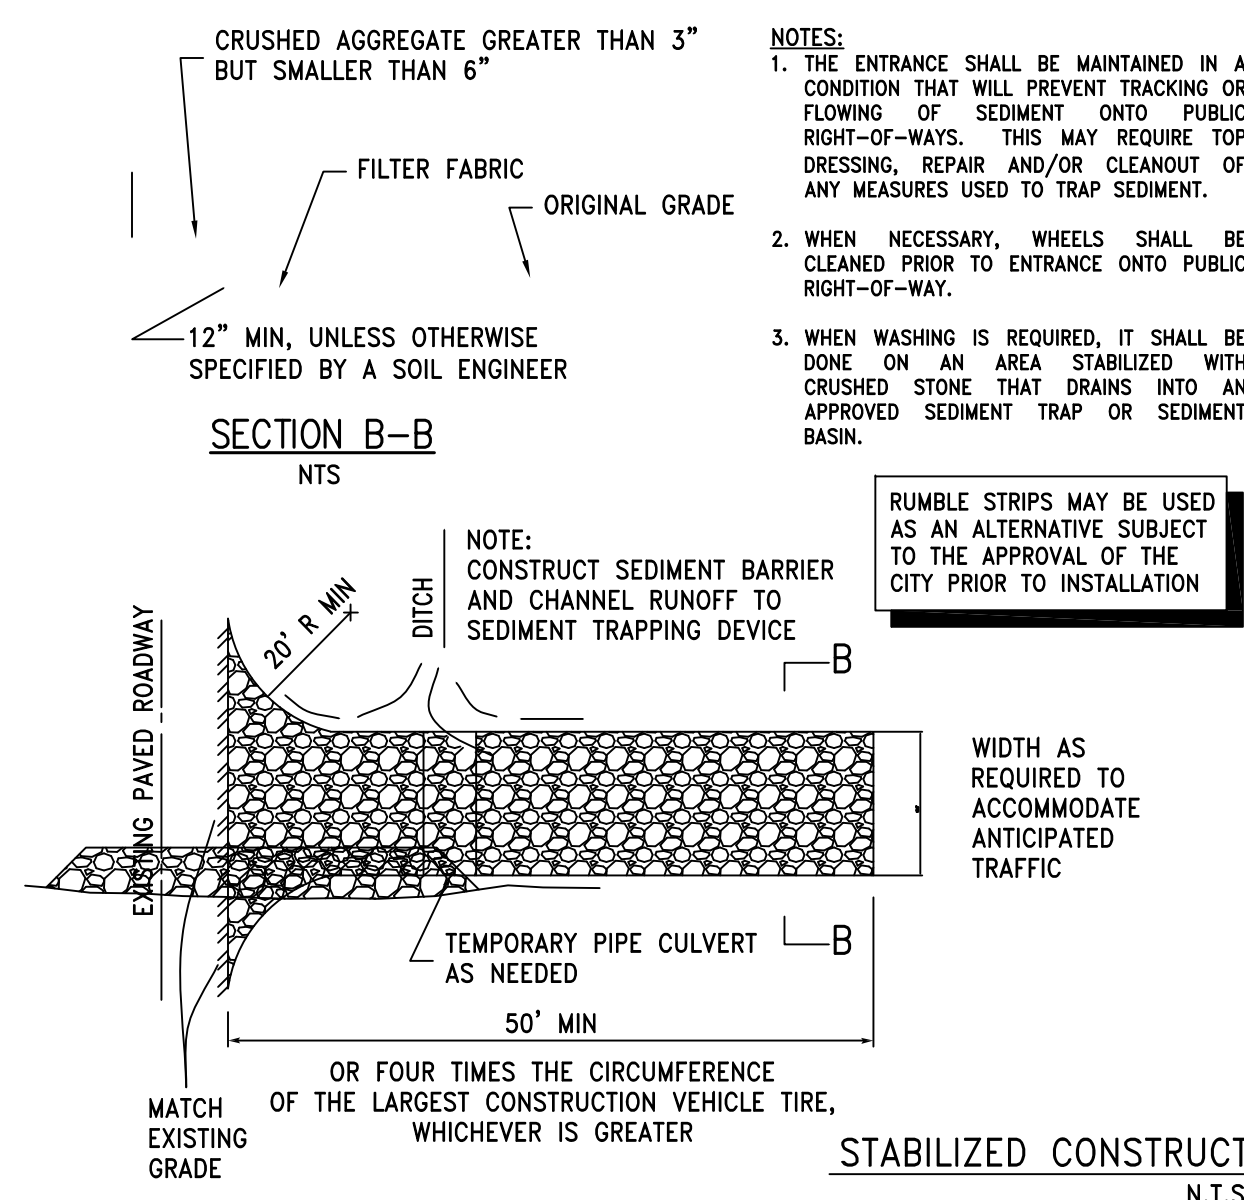 CRUSHED AGGREGATE GREATER THAN 3"
BUT SMALLER THAN 6"
FILTER FABRIC
ORIGINAL GRADE
12" MIN, UNLESS OTHERWISE
SPECIFIED BY A SOIL ENGINEER
SECTION B-B
NTS
NOTES:
1. THE ENTRANCE SHALL BE MAINTAINED IN A
CONDITION THAT WILL PREVENT TRACKING OR
FLOWING OF SEDIMENT ONTO PUBLIC
RIGHT-OF-WAYS. THIS MAY REQUIRE TOP
DRESSING, REPAIR AND/OR CLEANOUT OF
ANY MEASURES USED TO TRAP SEDIMENT.
2. WHEN NECESSARY, WHEELS SHALL BE
CLEANED PRIOR TO ENTRANCE ONTO PUBLIC
RIGHT-OF-WAY.
3. WHEN WASHING IS REQUIRED, IT SHALL BE
DONE ON AN AREA STABILIZED WITH
CRUSHED STONE THAT DRAINS INTO AN
APPROVED SEDIMENT TRAP OR SEDIMENT
BASIN.
RUMBLE STRIPS MAY BE USED
AS AN ALTERNATIVE SUBJECT
TO THE APPROVAL OF THE
CITY PRIOR TO INSTALLATION
NOTE:
CONSTRUCT SEDIMENT BARRIER
AND CHANNEL RUNOFF TO
SEDIMENT TRAPPING DEVICE
DITCH
20' R MIN
EXISTING PAVED ROADWAY
B
WIDTH AS
REQUIRED TO
ACCOMMODATE
ANTICIPATED
TRAFFIC
B
TEMPORARY PIPE CULVERT
AS NEEDED
50' MIN
OR FOUR TIMES THE CIRCUMFERENCE
OF THE LARGEST CONSTRUCTION VEHICLE TIRE,
WHICHEVER IS GREATER
MATCH
EXISTING
GRADE
STABILIZED CONSTRUCT
N.T.S